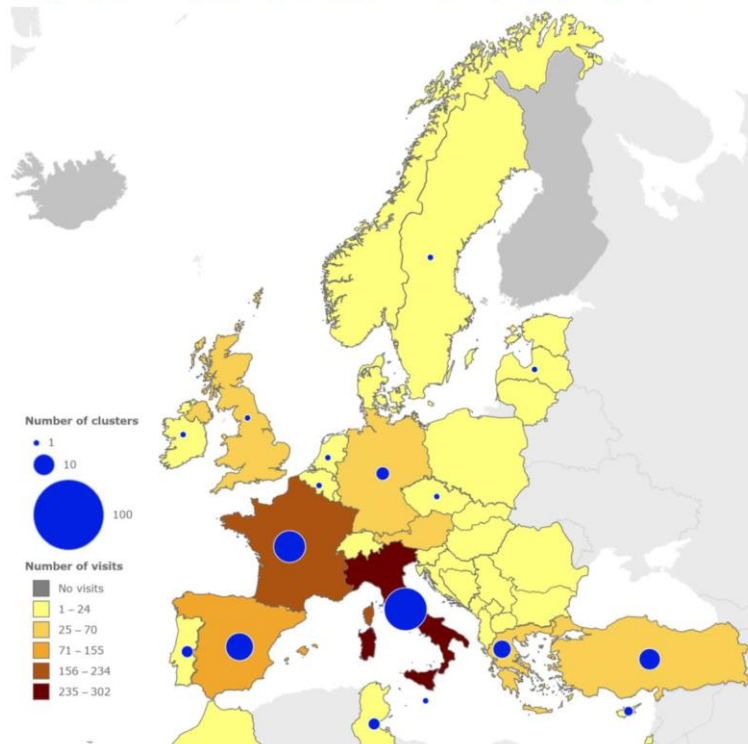 Number of clusters
1
10
100
Number of visits
No visits
1 – 24
25 – 70
71 – 155
156 – 234
235 – 302